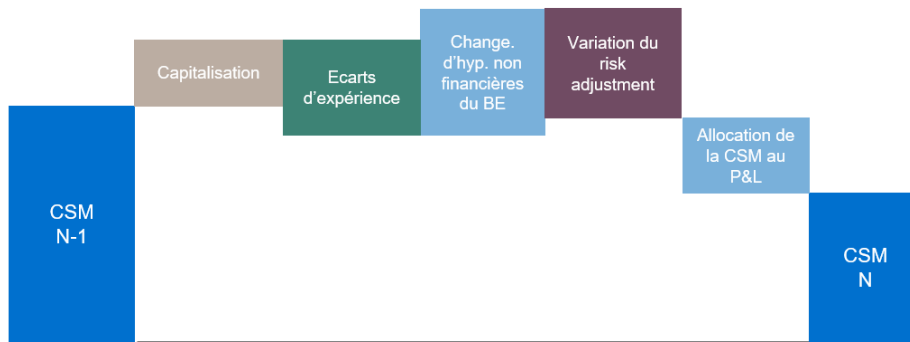 CSM
N-1
Capitalisation
Ecarts
d'expérience
Change.
d'hyp. non
financières
du BE
Variation du
risk
adjustment
Allocation de
la CSM au
P&L
CSM
N